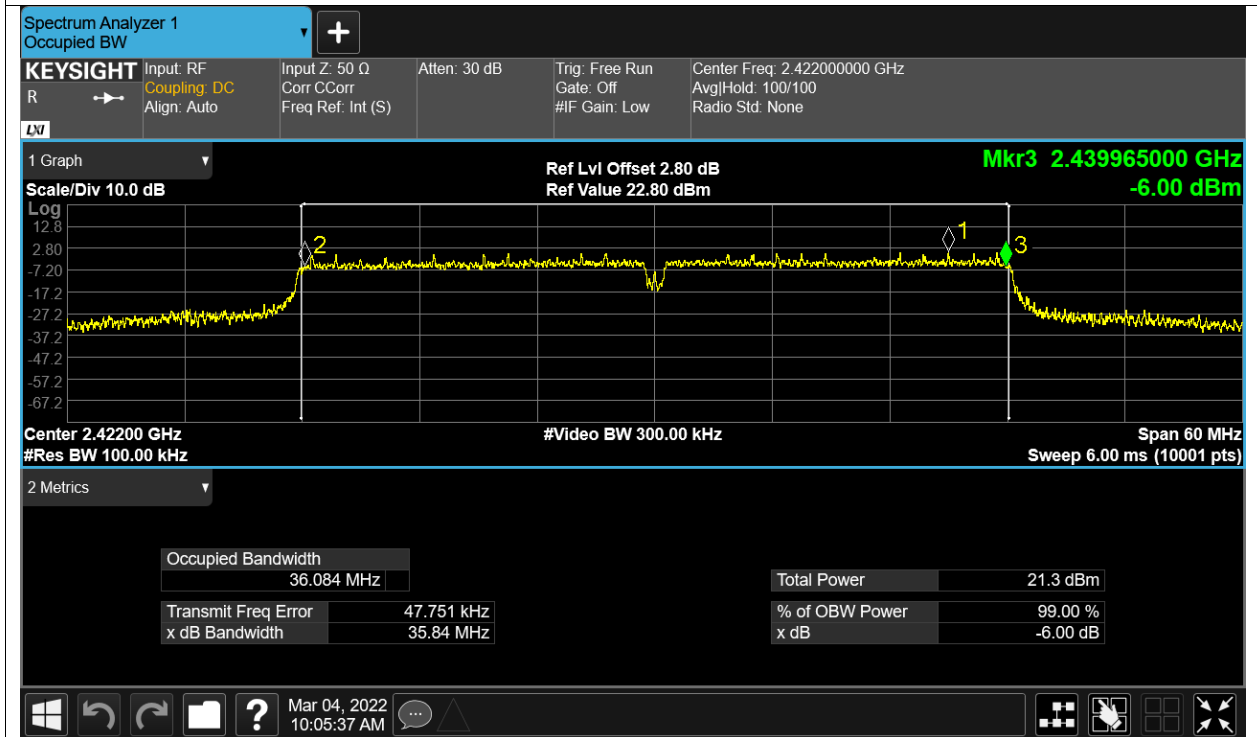 Spectrum Analyzer 1
Occupied BW
KEYSIGHT
R
LXI
Input: RF
Coupling: DC
Align: Auto
Input Z: 50 Ω
Corr CCorr
Freq Ref: Int (S)
Atten: 30 dB
Trig: Free Run
Gate: Off
#IF Gain: Low
Center Freq: 2.422000000 GHz
Avg|Hold: 100/100
Radio Std: None
1 Graph
Scale/Div 10.0 dB
Ref Lvl Offset 2.80 dB
Ref Value 22.80 dBm
Mkr3 2.439965000 GHz
-6.00 dBm
Log
12.8
2.80
-7.20
-17.2
-27.2
-37.2
-47.2
-57.2
-67.2
2
1
3
Center 2.42200 GHz
#Res BW 100.00 kHz
#Video BW 300.00 kHz
Span 60 MHz
Sweep 6.00 ms (10001 pts)
2 Metrics
Occupied Bandwidth
36.084 MHz
Transmit Freq Error 47.751 kHz
x dB Bandwidth 35.84 MHz
Total Power 21.3 dBm
% of OBW Power 99.00 %
x dB -6.00 dB
?
Mar 04, 2022
10:05:37 AM